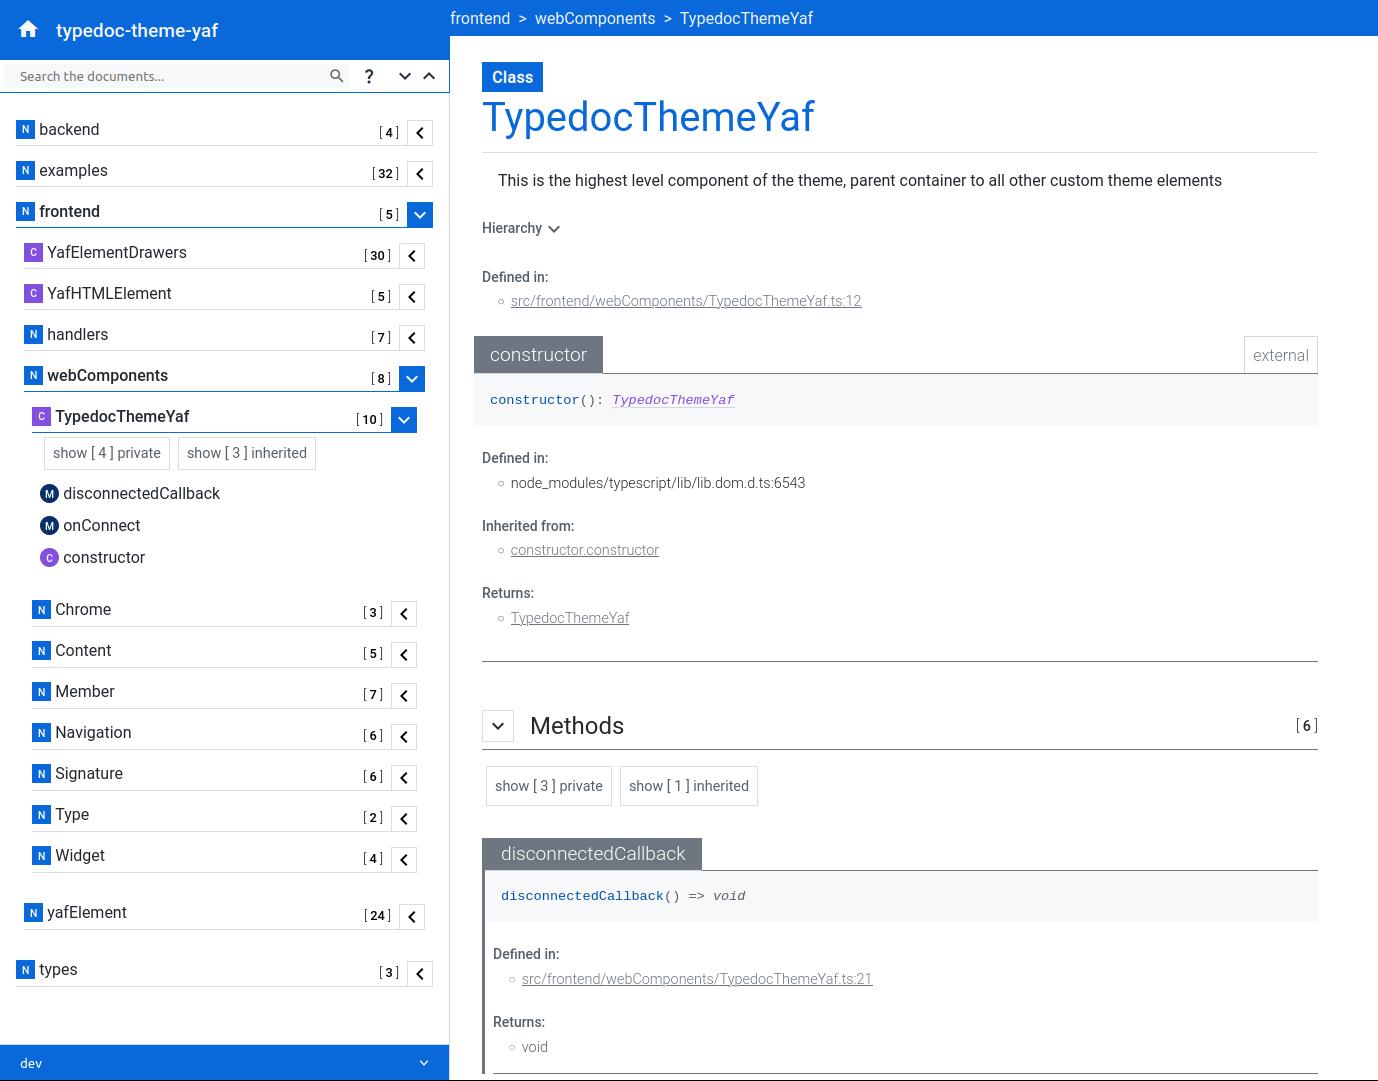 typedoc-theme-yaf
Search the documents...
?
N backend [ 4 ]
N examples [ 32 ]
N frontend [ 5 ]
C YafElementDrawers [ 30 ]
C YafHTMLElement [ 5 ]
N handlers [ 7 ]
N webComponents [ 8 ]
C TypedocThemeYaf [ 10 ]
show [ 4 ] private show [ 3 ] inherited
M disconnectedCallback
M onConnect
C constructor
N Chrome [ 3 ]
N Content [ 5 ]
N Member [ 7 ]
N Navigation [ 6 ]
N Signature [ 6 ]
N Type [ 2 ]
N Widget [ 4 ]
N yafElement [ 24 ]
N types [ 3 ]
dev
frontend > webComponents > TypedocThemeYaf
Class
TypedocThemeYaf
This is the highest level component of the theme, parent container to all other custom theme elements
Hierarchy
Defined in:
src/frontend/webComponents/TypedocThemeYaf.ts:12
constructor external
constructor(): TypedocThemeYaf
Defined in:
node_modules/typescript/lib/lib.dom.d.ts:6543
Inherited from:
constructor.constructor
Returns:
TypedocThemeYaf
Methods [ 6 ]
show [ 3 ] private show [ 1 ] inherited
disconnectedCallback
disconnectedCallback() => void
Defined in:
src/frontend/webComponents/TypedocThemeYaf.ts:21
Returns:
void